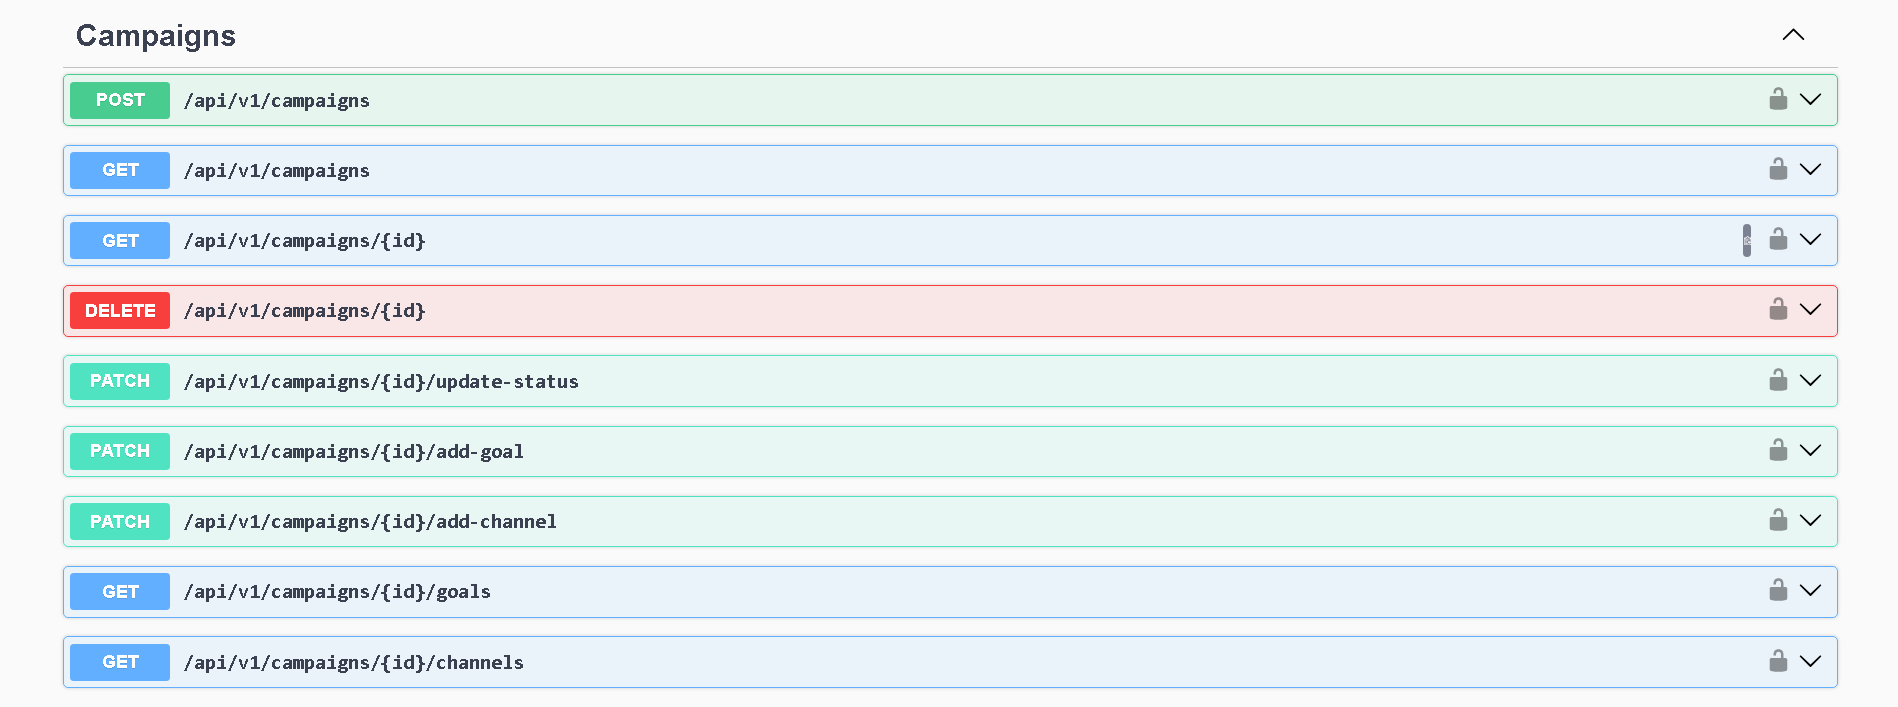 Campaigns
POST /api/v1/campaigns
GET /api/v1/campaigns
GET /api/v1/campaigns/{id}
DELETE /api/v1/campaigns/{id}
PATCH /api/v1/campaigns/{id}/update-status
PATCH /api/v1/campaigns/{id}/add-goal
PATCH /api/v1/campaigns/{id}/add-channel
GET /api/v1/campaigns/{id}/goals
GET /api/v1/campaigns/{id}/channels